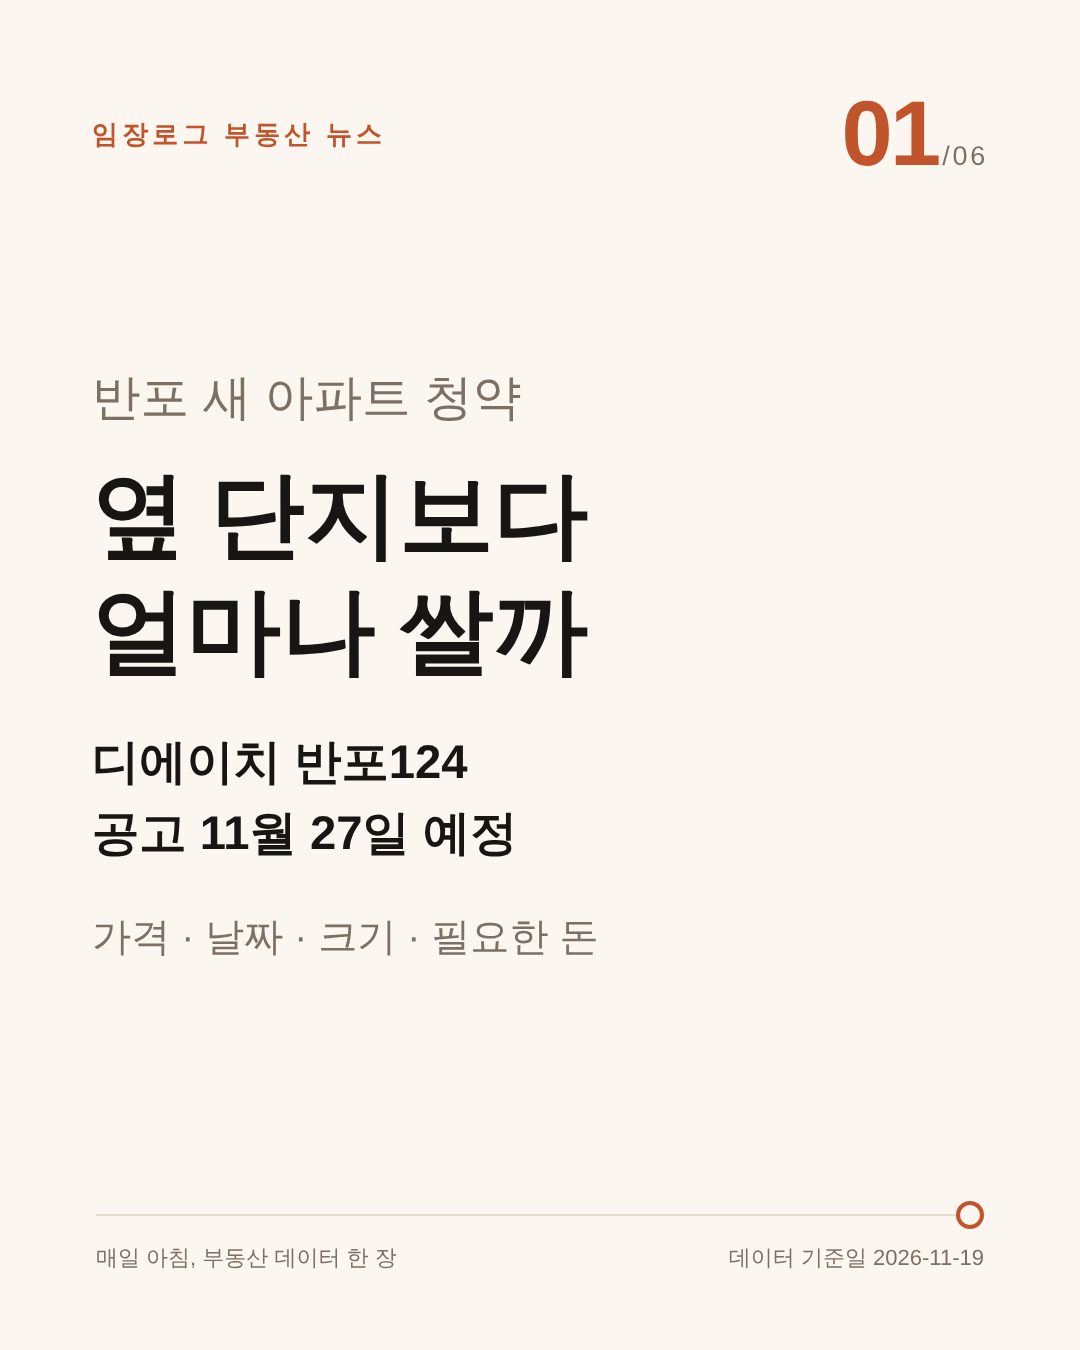 임장로그 부동산 뉴스
01/06
반포 새 아파트 청약
옆 단지보다
얼마나 쌀까
디에이치 반포124
공고 11월 27일 예정
가격 · 날짜 · 크기 · 필요한 돈
매일 아침, 부동산 데이터 한 장
데이터 기준일 2026-11-19